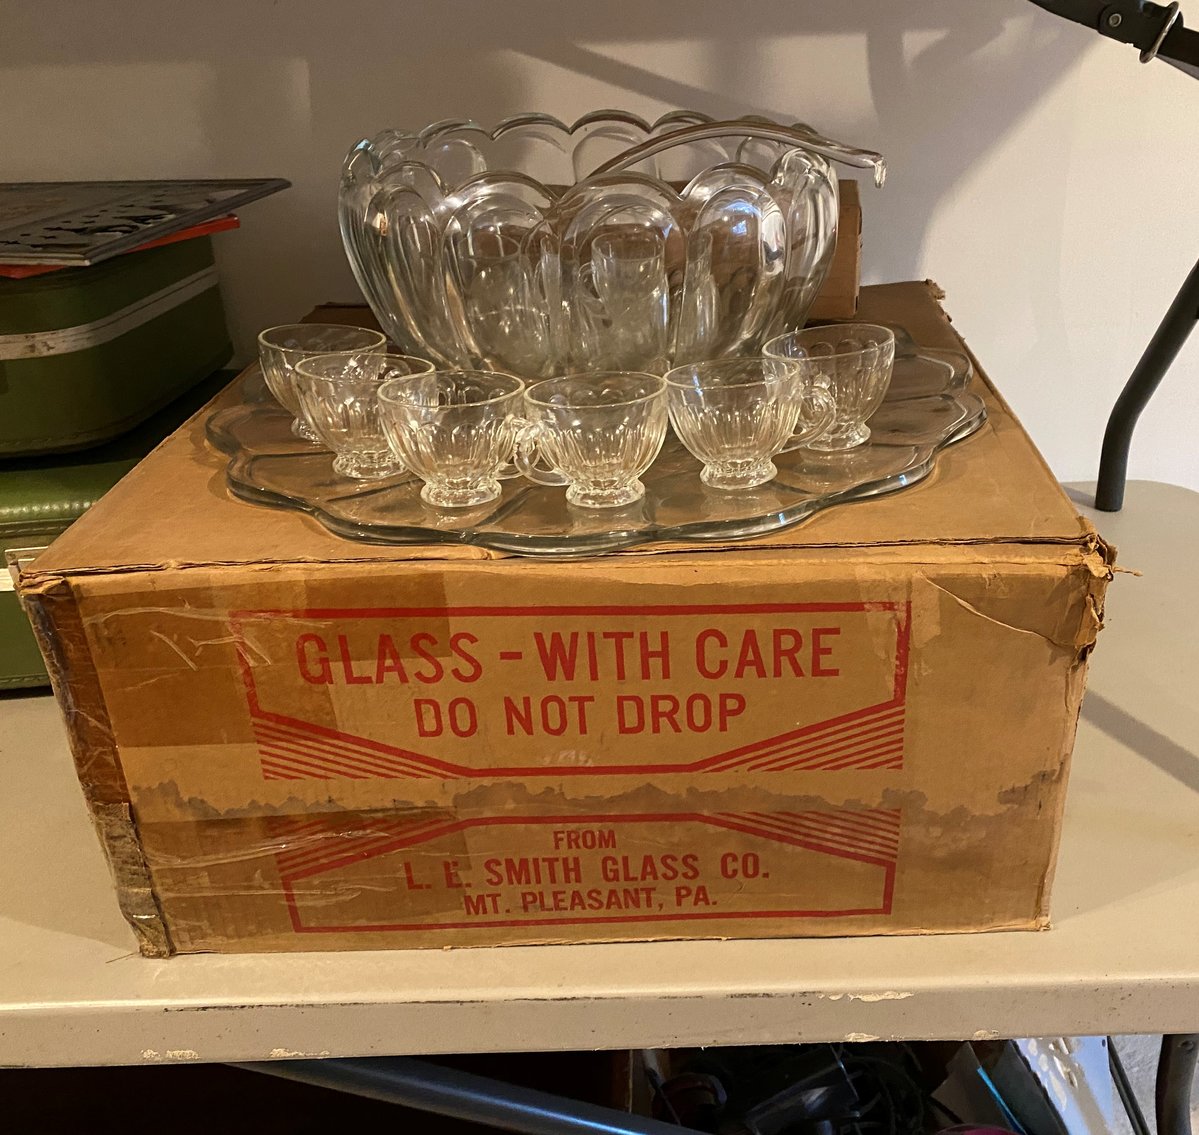 GLASS - WITH CARE
DO NOT DROP
FROM
L. E. SMITH GLASS CO.
MT. PLEASANT, PA.